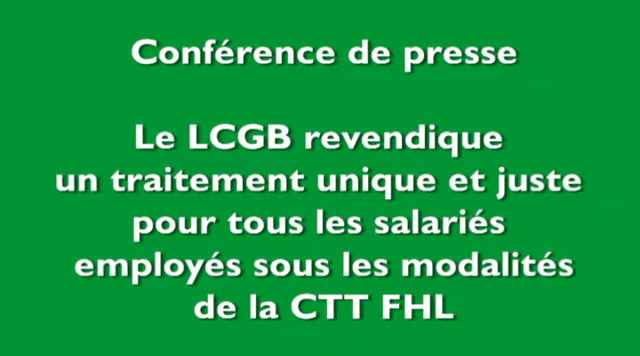 Conférence de presse
Le LCGB revendique
un traitement unique et juste
pour tous les salariés
employés sous les modalités
de la CTT FHL